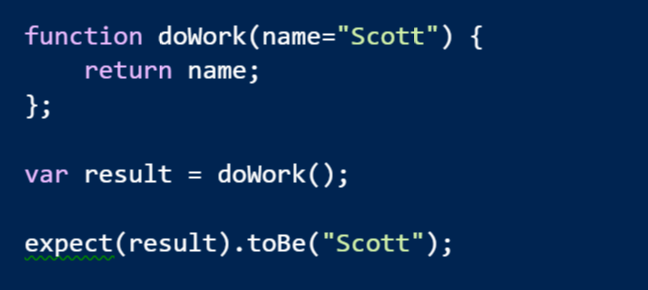 function doWork(name="Scott") {
    return name;
};
var result = doWork();
expect(result).toBe("Scott");